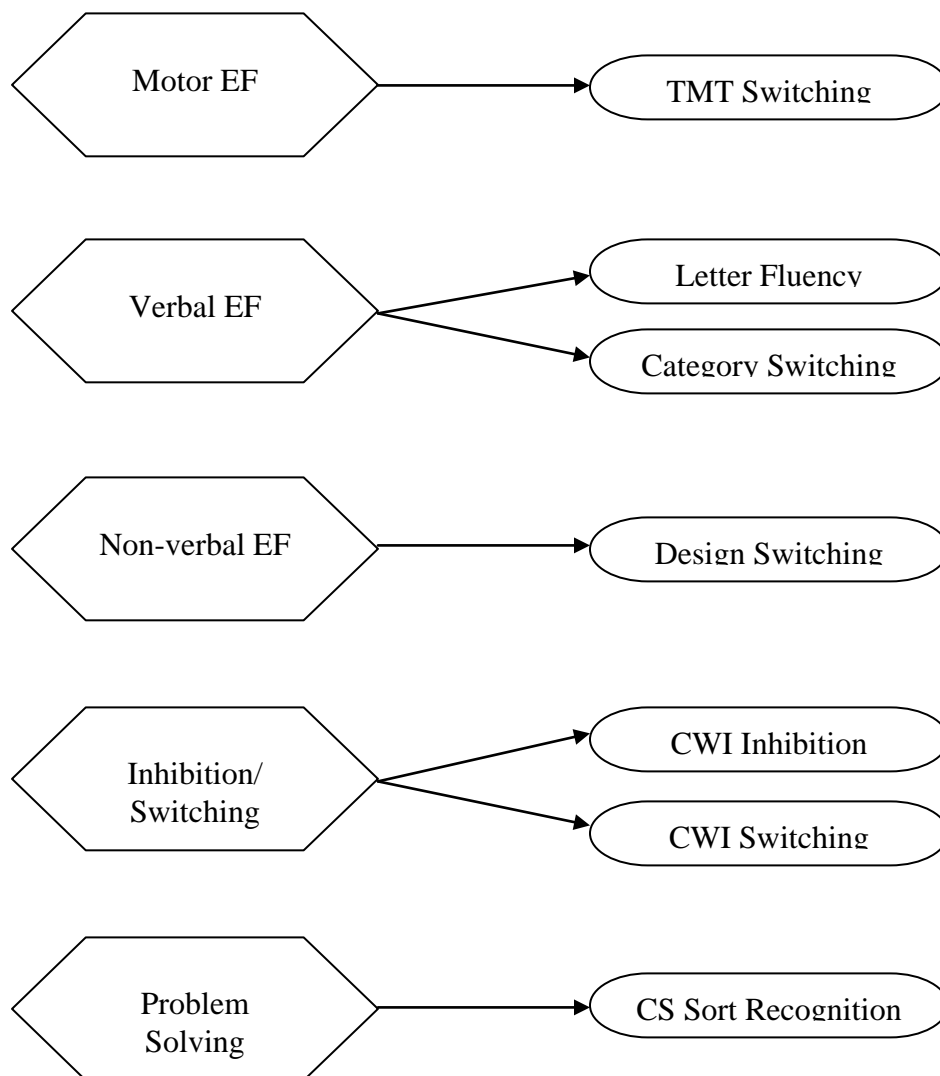 Motor EF
TMT Switching
Verbal EF
Letter Fluency
Category Switching
Non-verbal EF
Design Switching
Inhibition/
Switching
CWI Inhibition
CWI Switching
Problem
Solving
CS Sort Recognition